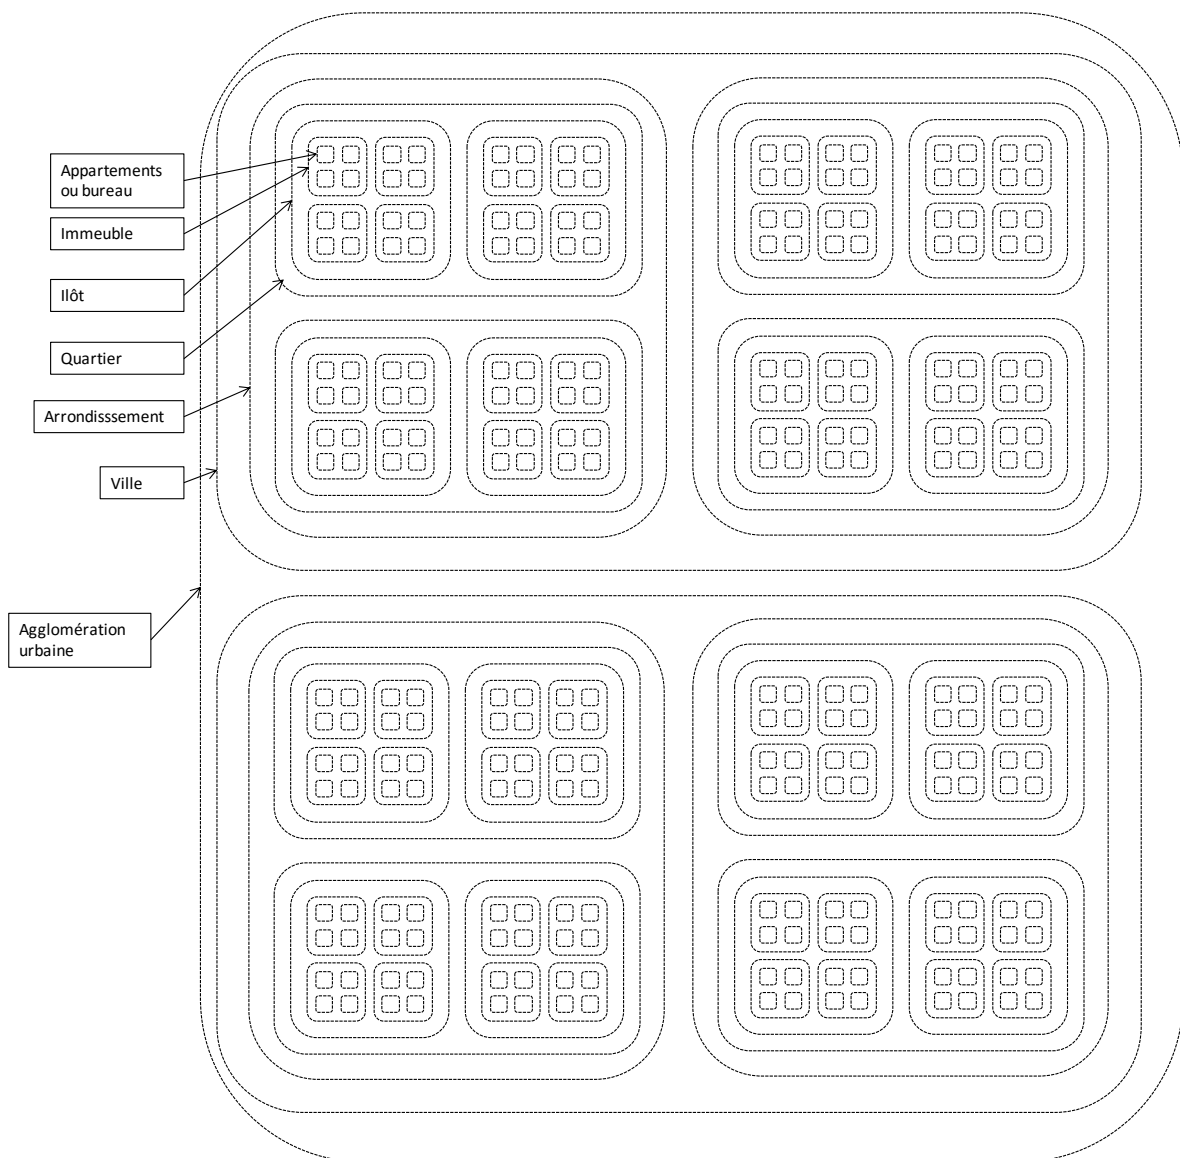 Appartements
ou bureau
Immeuble
Ilôt
Quartier
Arrondisssement
Ville
Agglomération
urbaine